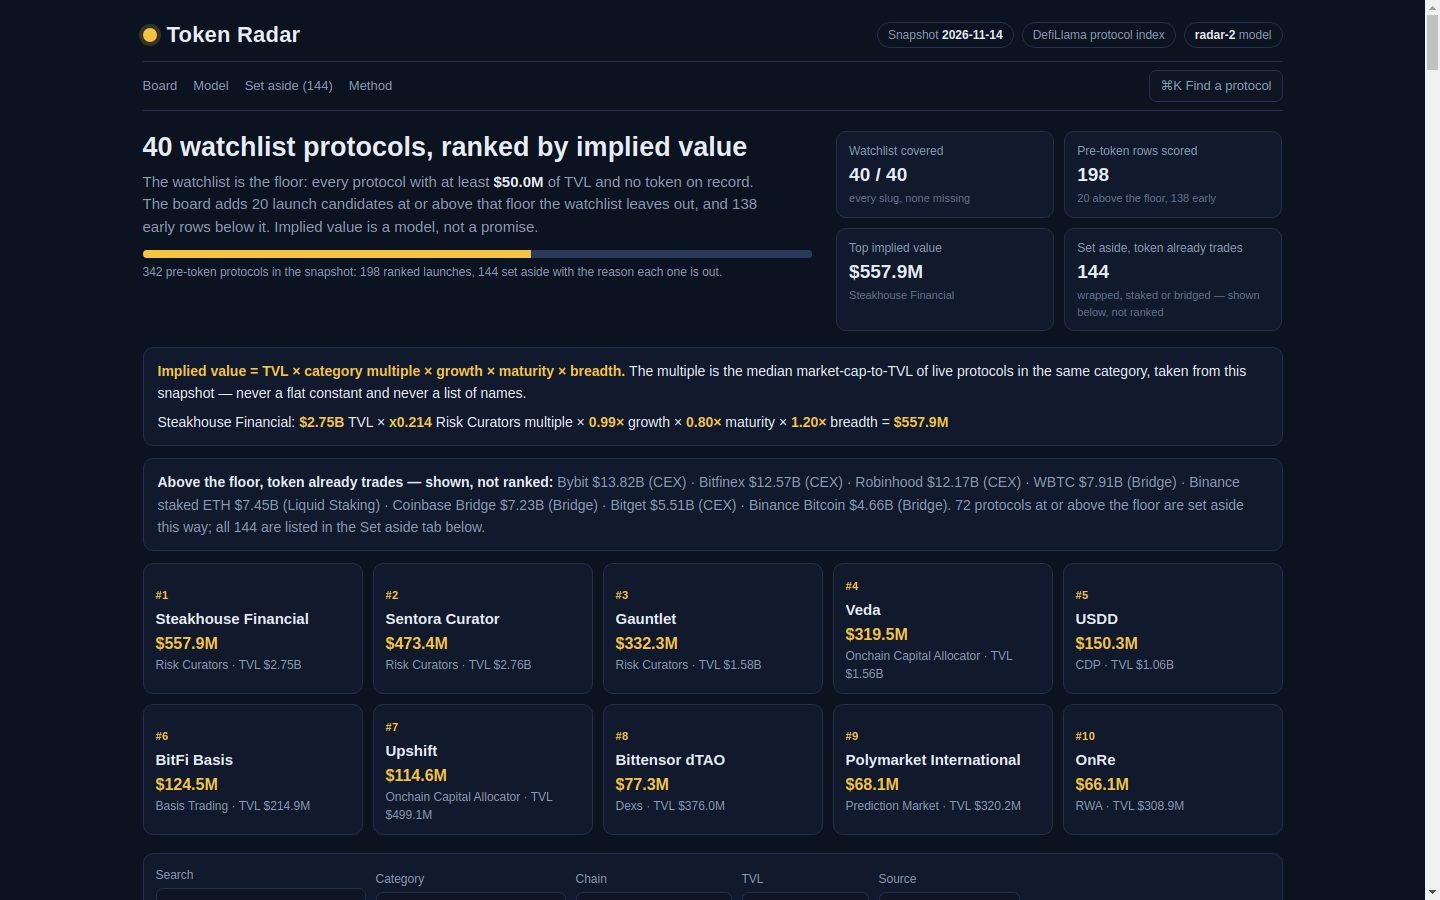 Token Radar
Snapshot 2026-11-14
DefiLlama protocol index
radar-2 model
Board
Model
Set aside (144)
Method
⌘K Find a protocol
40 watchlist protocols, ranked by implied value
The watchlist is the floor: every protocol with at least $50.0M of TVL and no token on record.
The board adds 20 launch candidates at or above that floor the watchlist leaves out, and 138
early rows below it. Implied value is a model, not a promise.
342 pre-token protocols in the snapshot: 198 ranked launches, 144 set aside with the reason each one is out.
Watchlist covered
40 / 40
every slug, none missing
Pre-token rows scored
198
20 above the floor, 138 early
Top implied value
$557.9M
Steakhouse Financial
Set aside, token already trades
144
wrapped, staked or bridged — shown
below, not ranked
Implied value = TVL × category multiple × growth × maturity × breadth. The multiple is the median market-cap-to-TVL of live protocols in the same category, taken from this
snapshot — never a flat constant and never a list of names.
Steakhouse Financial: $2.75B TVL × x0.214 Risk Curators multiple × 0.99× growth × 0.80× maturity × 1.20× breadth = $557.9M
Above the floor, token already trades — shown, not ranked: Bybit $13.82B (CEX) · Bitfinex $12.57B (CEX) · Robinhood $12.17B (CEX) · WBTC $7.91B (Bridge) · Binance
staked ETH $7.45B (Liquid Staking) · Coinbase Bridge $7.23B (Bridge) · Bitget $5.51B (CEX) · Binance Bitcoin $4.66B (Bridge). 72 protocols at or above the floor are set aside
this way; all 144 are listed in the Set aside tab below.
#1
Steakhouse Financial
$557.9M
Risk Curators · TVL $2.75B
#2
Sentora Curator
$473.4M
Risk Curators · TVL $2.76B
#3
Gauntlet
$332.3M
Risk Curators · TVL $1.58B
#4
Veda
$319.5M
Onchain Capital Allocator · TVL
$1.56B
#5
USDD
$150.3M
CDP · TVL $1.06B
#6
BitFi Basis
$124.5M
Basis Trading · TVL $214.9M
#7
Upshift
$114.6M
Onchain Capital Allocator · TVL
$499.1M
#8
Bittensor dTAO
$77.3M
Dexs · TVL $376.0M
#9
Polymarket International
$68.1M
Prediction Market · TVL $320.2M
#10
OnRe
$66.1M
RWA · TVL $308.9M
Search
Category
Chain
TVL
Source